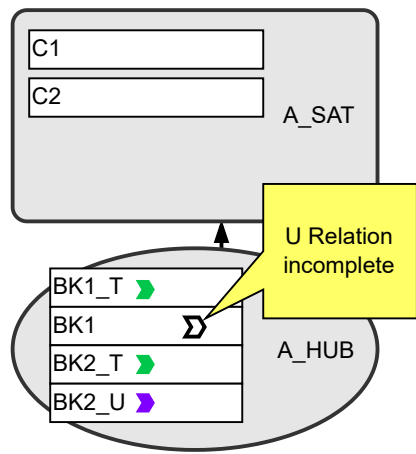 C1
C2
A_SAT
U Relation
incomplete
BK1_T
BK1
BK2_T
BK2_U
A_HUB